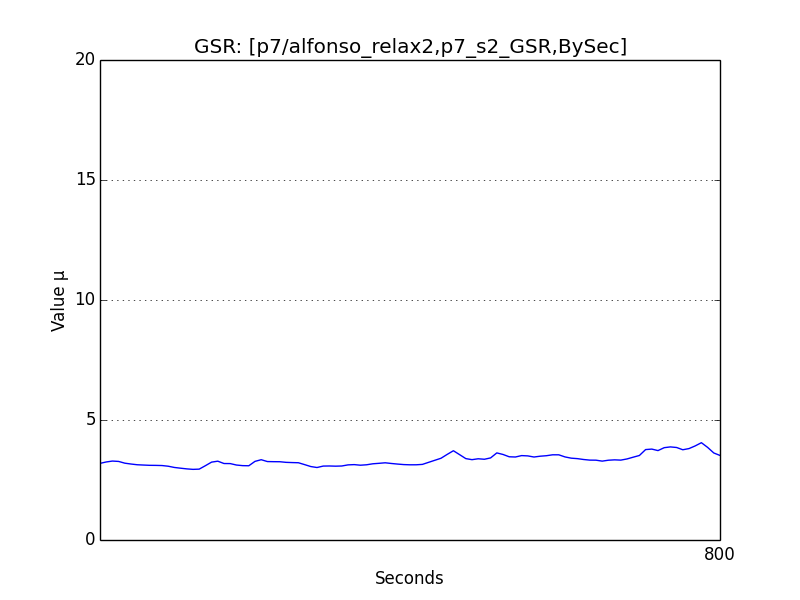 GSR: [p7/alfonso_relax2,p7_s2_GSR,BySec]
20
15
10
5
0
Value μ
800
Seconds